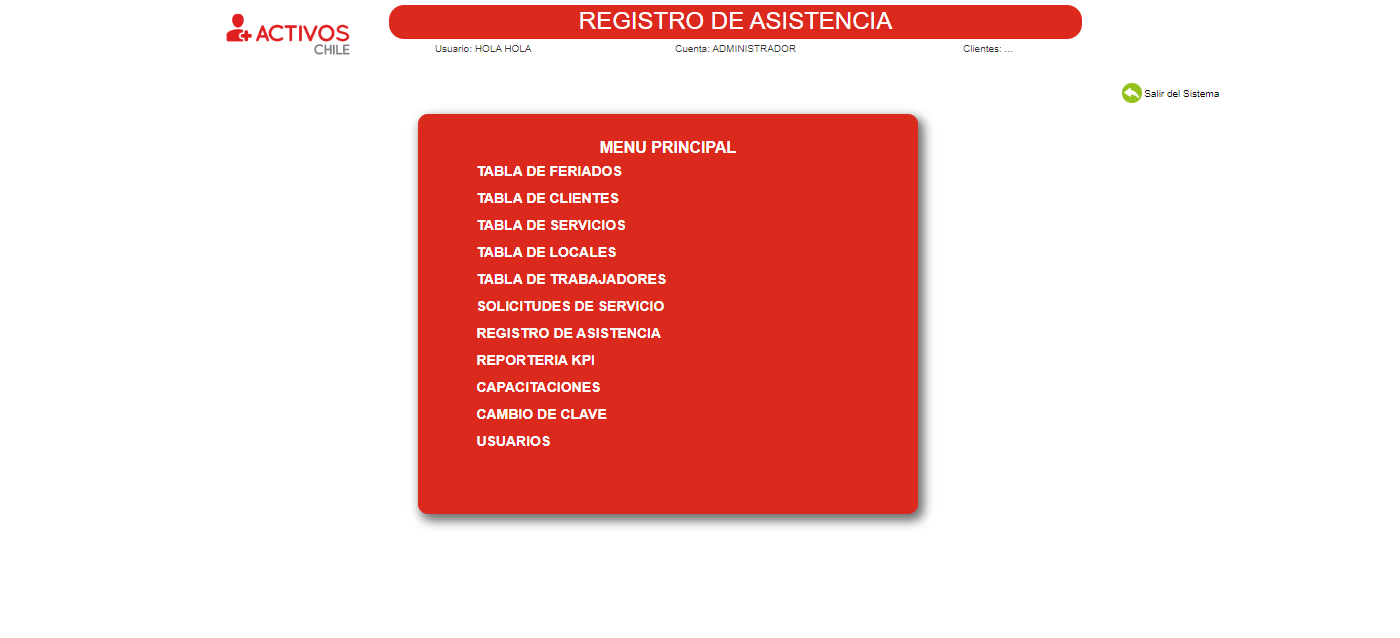 ACTIVOS
CHILE
REGISTRO DE ASISTENCIA
Usuario: HOLA HOLA Cuenta: ADMINISTRADOR Clientes: ...
Salir del Sistema
MENU PRINCIPAL
TABLA DE FERIADOS
TABLA DE CLIENTES
TABLA DE SERVICIOS
TABLA DE LOCALES
TABLA DE TRABAJADORES
SOLICITUDES DE SERVICIO
REGISTRO DE ASISTENCIA
REPORTERIA KPI
CAPACITACIONES
CAMBIO DE CLAVE
USUARIOS